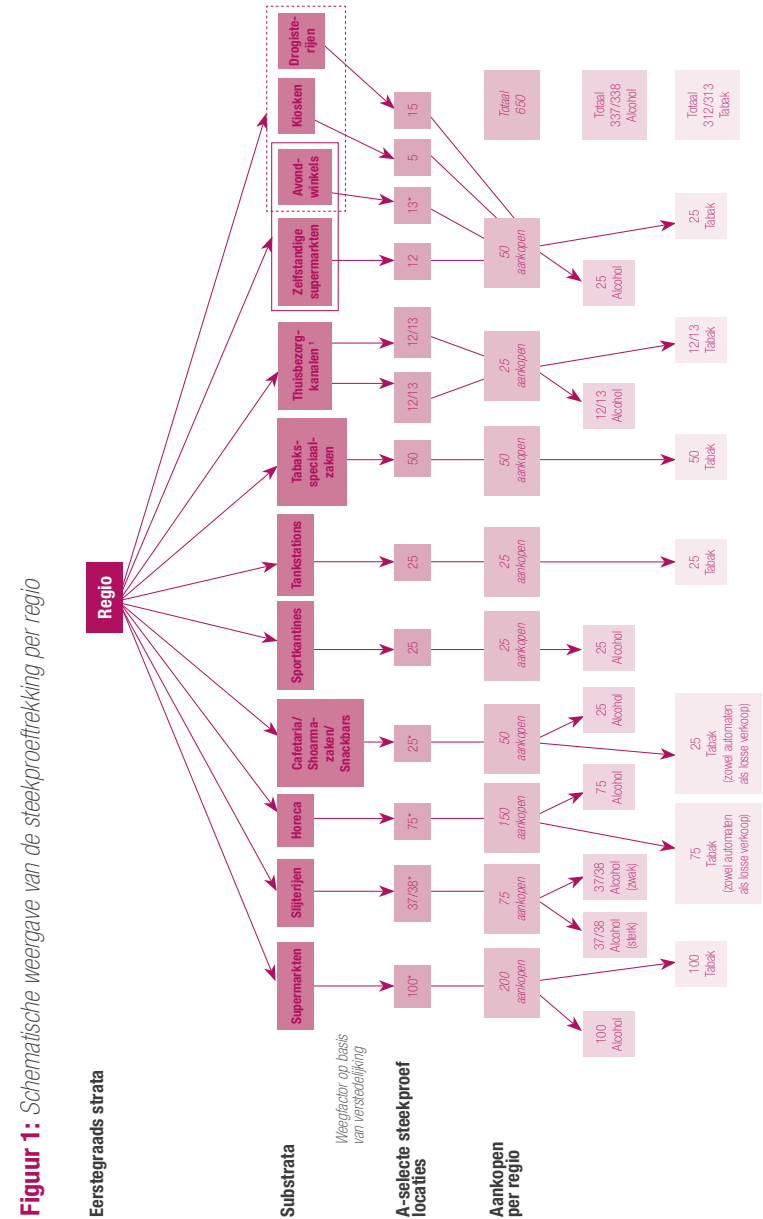 Figuur 1: Schematische weergave van de steekproeftrekking per regio
Eerstegraads strata
Regio
Substrata
Supermarkten
Slijterijen
Horeca
Cafetaria/
Shoarma-
zaken/
Snackbars
Sportkantines
Tankstations
Tabaks-
speciaal-
zaken
Thuisbezorg-
kanalen ¹
Zelfstandige
supermarkten
Avond-
winkels
Kiosken
Drogiste-
rijen
Weegfactor op basis
van verstedelijking
A-selecte steekproef
locaties
100*
37/38*
75*
25*
25
25
50
12/13
12/13
12
13*
5
15
Aankopen
per regio
200
aankopen
75
aankopen
150
aankopen
50
aankopen
25
aankopen
25
aankopen
50
aankopen
25
aankopen
50
aankopen
Totaal
650
100
Alcohol
37/38
Alcohol
(sterk)
37/38
Alcohol
(zwak)
75
Alcohol
25
Alcohol
25
Alcohol
12/13
Alcohol
25
Alcohol
Totaal
337/338
Alcohol
100
Tabak
75
Tabak
(zowel automaten
als losse verkoop)
25
Tabak
(zowel automaten
als losse verkoop)
25
Tabak
50
Tabak
12/13
Tabak
25
Tabak
Totaal
312/313
Tabak